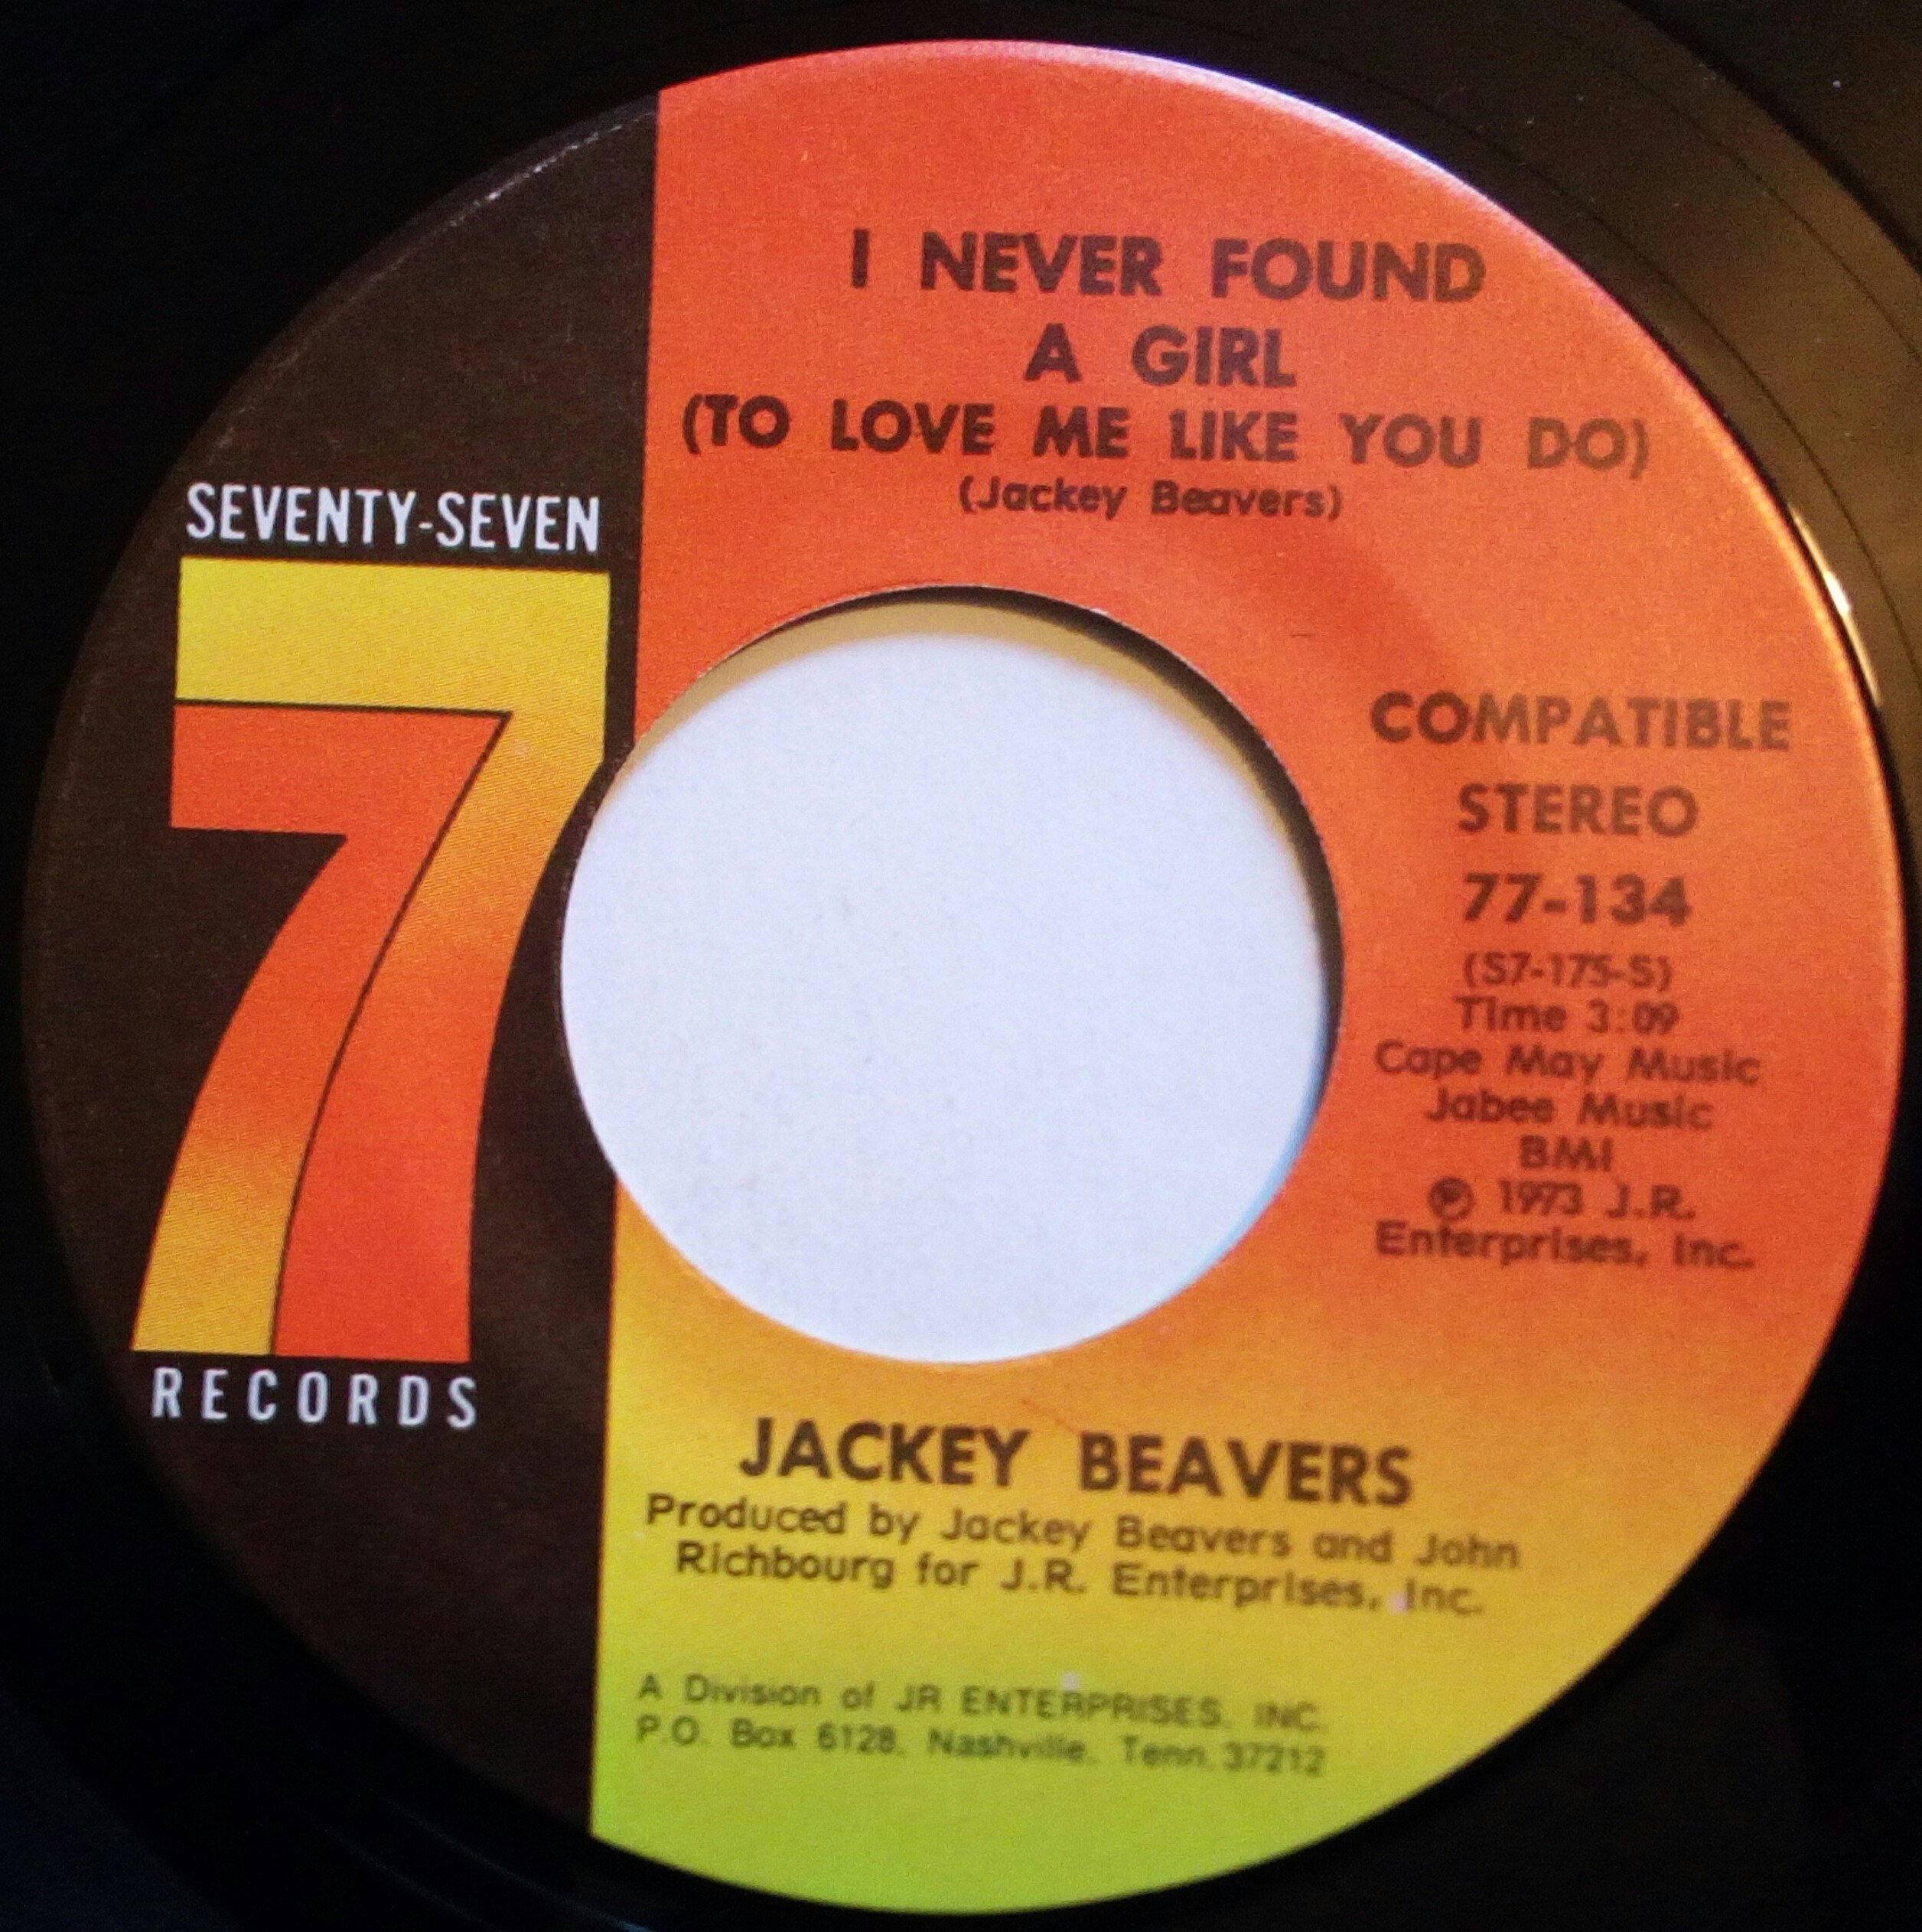 I NEVER FOUND
A GIRL
(TO LOVE ME LIKE YOU DO)
(Jackey Beavers)
SEVENTY-SEVEN
7
RECORDS
COMPATIBLE
STEREO
77-134
(S7-175-S)
Time 3:09
Cape May Music
Jabee Music
BMI
℗ 1973 J.R.
Enterprises, Inc.
JACKEY BEAVERS
Produced by Jackey Beavers and John
Richbourg for J.R. Enterprises, Inc.
A Division of JR ENTERPRISES, INC.
P.O. Box 6128, Nashville, Tenn. 37212